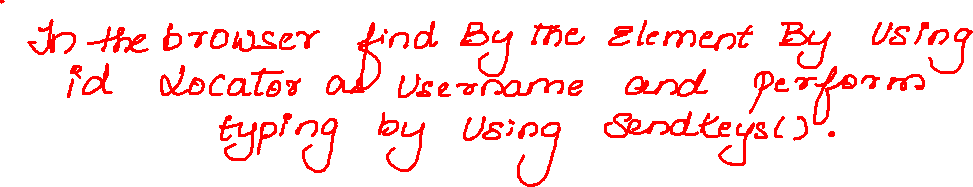 In the browser find By the Element By Using
id Locator as Username and perform
typing by Using Sendkeys().